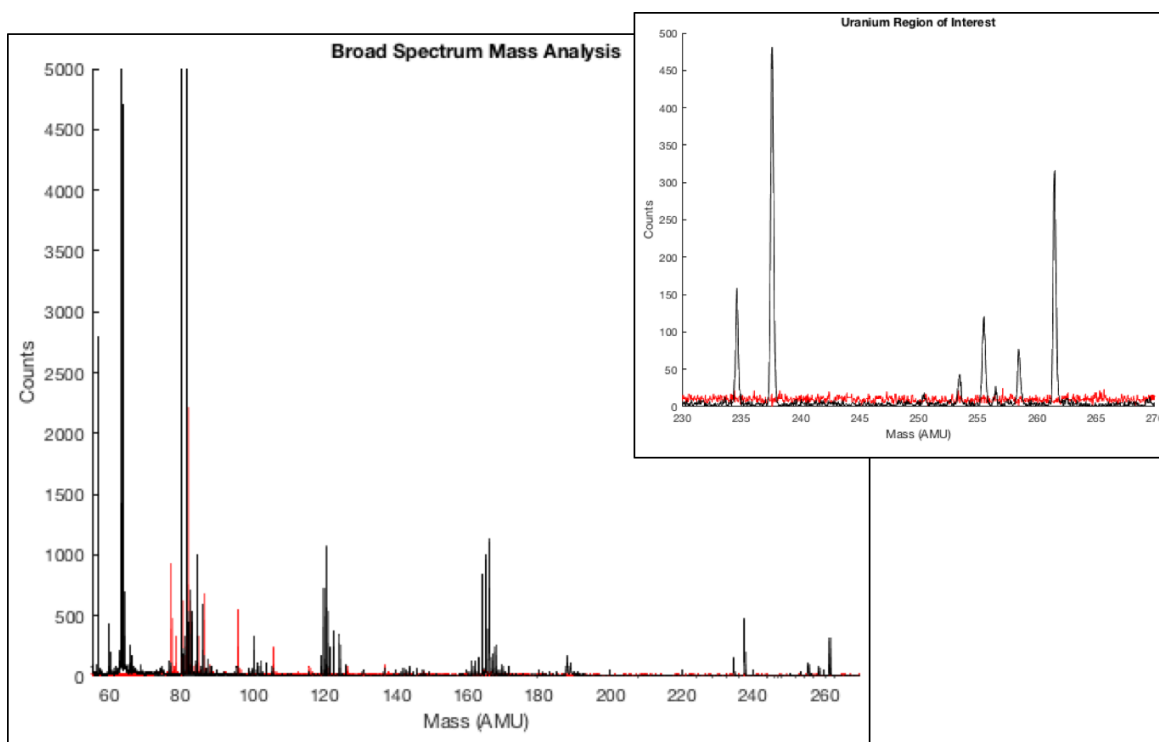 Broad Spectrum Mass Analysis
5000
4500
4000
3500
3000
2500
2000
1500
1000
500
0
Counts
60 80 100 120 140 160 180 200 220 240 260
Mass (AMU)
Uranium Region of Interest
500
450
400
350
300
250
200
150
100
50
0
Counts
230 235 240 245 250 255 260 265 270
Mass (AMU)